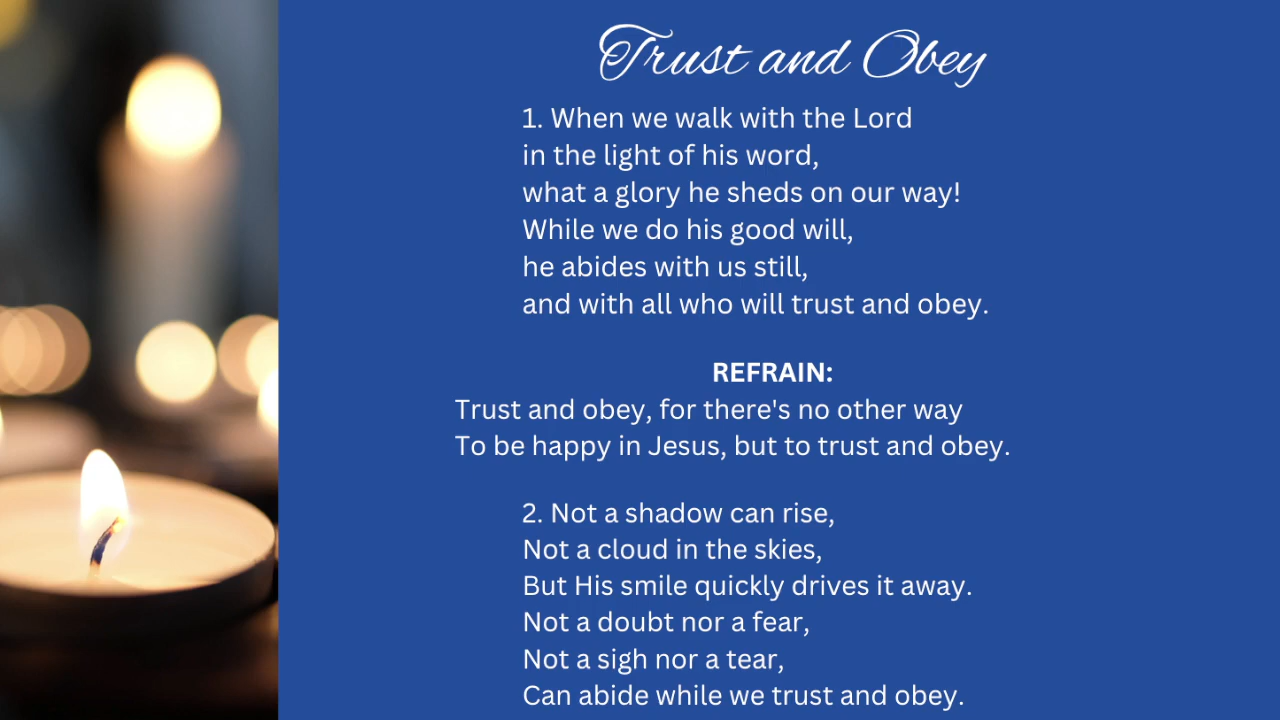 Trust and Obey
1. When we walk with the Lord
in the light of his word,
what a glory he sheds on our way!
While we do his good will,
he abides with us still,
and with all who will trust and obey.
REFRAIN:
Trust and obey, for there's no other way
To be happy in Jesus, but to trust and obey.
2. Not a shadow can rise,
Not a cloud in the skies,
But His smile quickly drives it away.
Not a doubt nor a fear,
Not a sigh nor a tear,
Can abide while we trust and obey.